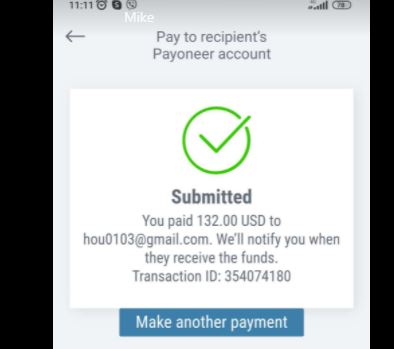 11:11
Mike
Pay to recipient's
Payoneer account
Submitted
You paid 132.00 USD to
hou0103@gmail.com. We'll notify you when
they receive the funds.
Transaction ID: 354074180
Make another payment